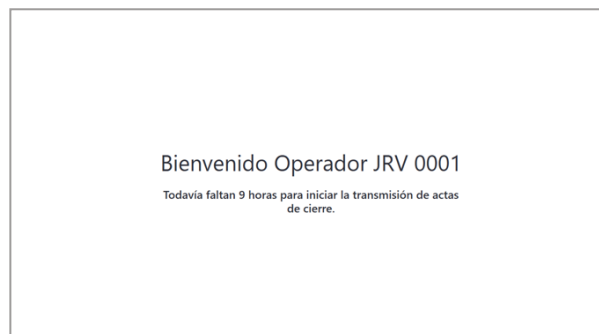 Bienvenido Operador JRV 0001
Todavía faltan 9 horas para iniciar la transmisión de actas
de cierre.